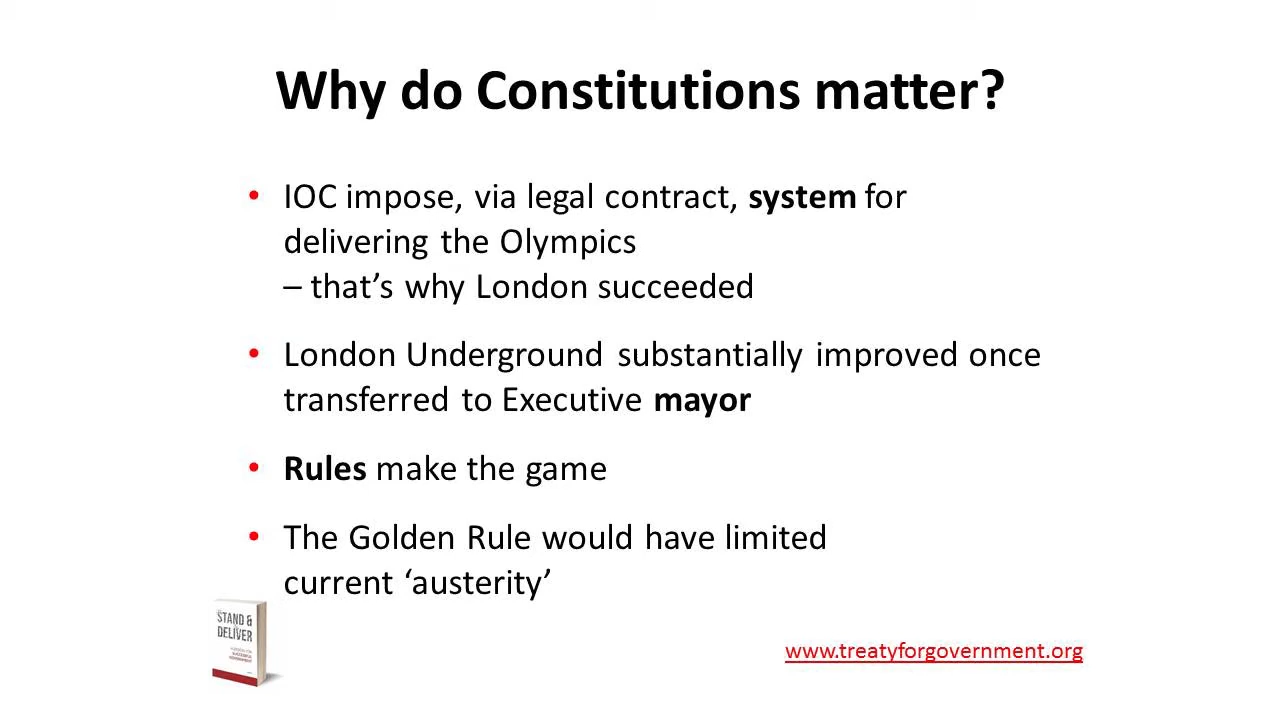 Why do Constitutions matter?
• IOC impose, via legal contract, system for
delivering the Olympics
– that’s why London succeeded
• London Underground substantially improved once
transferred to Executive mayor
• Rules make the game
• The Golden Rule would have limited
current ‘austerity’
STAND &
DELIVER
www.treatyforgovernment.org